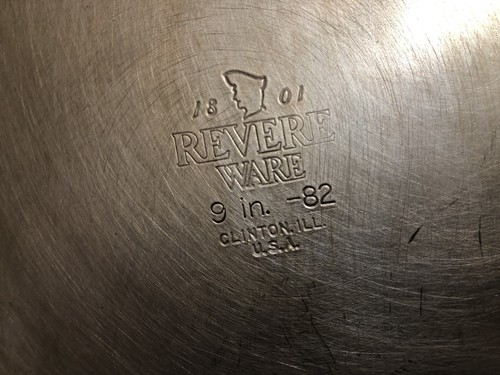 18 01
REVERE
WARE
9 in. -82
CLINTON, ILL.
U.S.A.